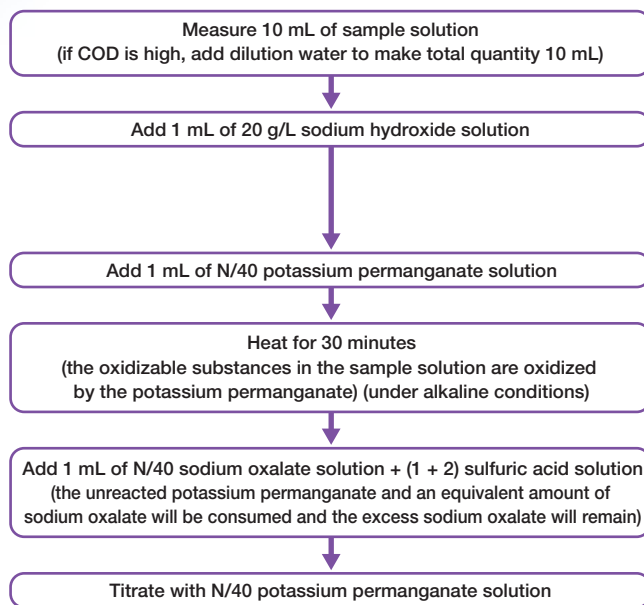 Measure 10 mL of sample solution
(if COD is high, add dilution water to make total quantity 10 mL)
Add 1 mL of 20 g/L sodium hydroxide solution
Add 1 mL of N/40 potassium permanganate solution
Heat for 30 minutes
(the oxidizable substances in the sample solution are oxidized
by the potassium permanganate) (under alkaline conditions)
Add 1 mL of N/40 sodium oxalate solution + (1 + 2) sulfuric acid solution
(the unreacted potassium permanganate and an equivalent amount of
sodium oxalate will be consumed and the excess sodium oxalate will remain)
Titrate with N/40 potassium permanganate solution